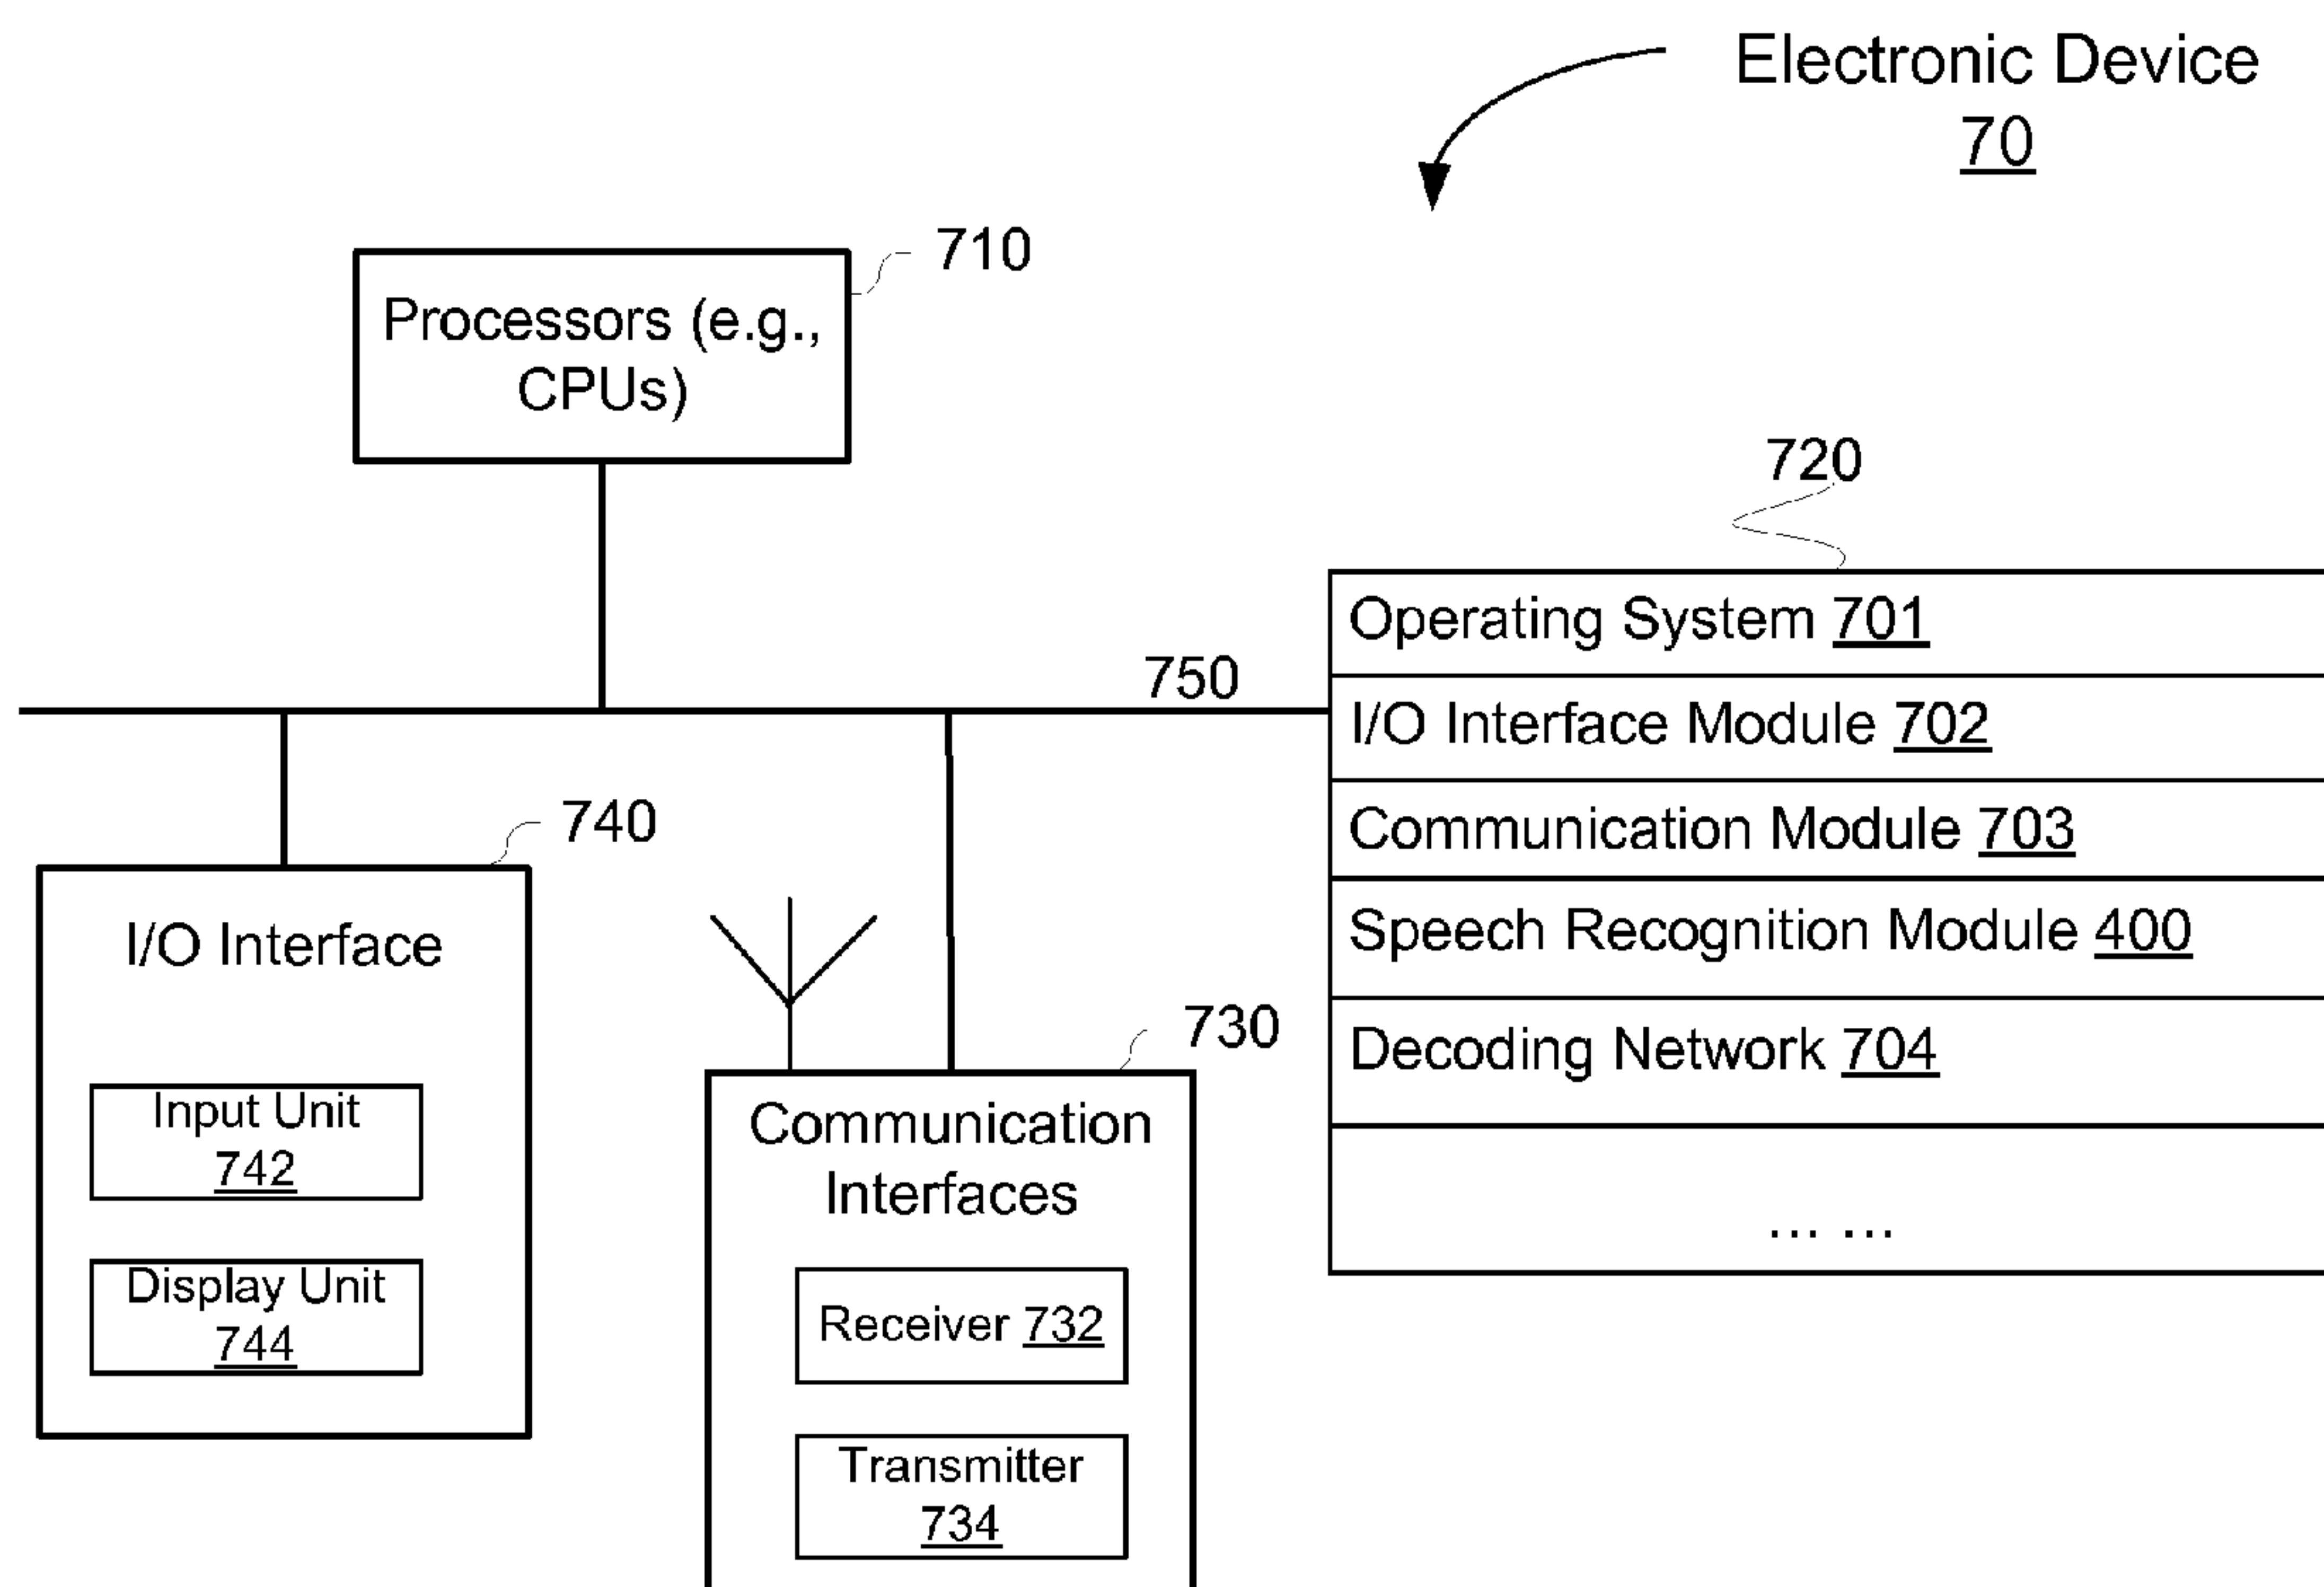 Electronic Device
70
710
Processors (e.g.,
CPUs)
720
Operating System 701
750
I/O Interface Module 702
Communication Module 703
Speech Recognition Module 400
Decoding Network 704
... ...
740
I/O Interface
Input Unit
742
Display Unit
744
730
Communication
Interfaces
Receiver 732
Transmitter
734